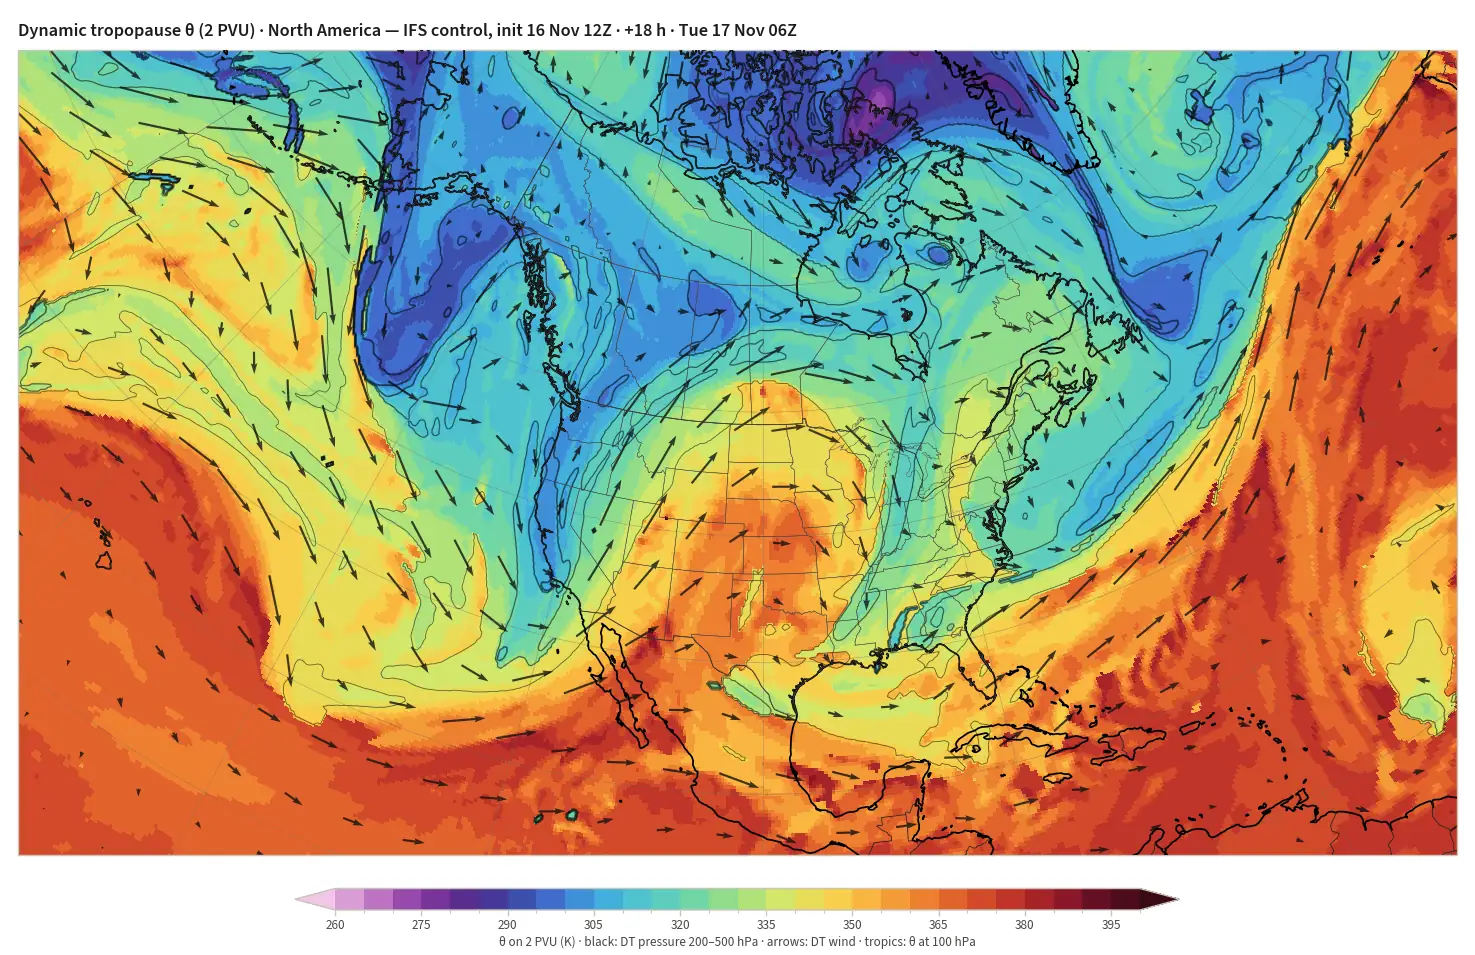 Dynamic tropopause θ (2 PVU) · North America — IFS control, init 16 Nov 12Z · +18 h · Tue 17 Nov 06Z
260 275 290 305 320 335 350 365 380 395
θ on 2 PVU (K) · black: DT pressure 200–500 hPa · arrows: DT wind · tropics: θ at 100 hPa